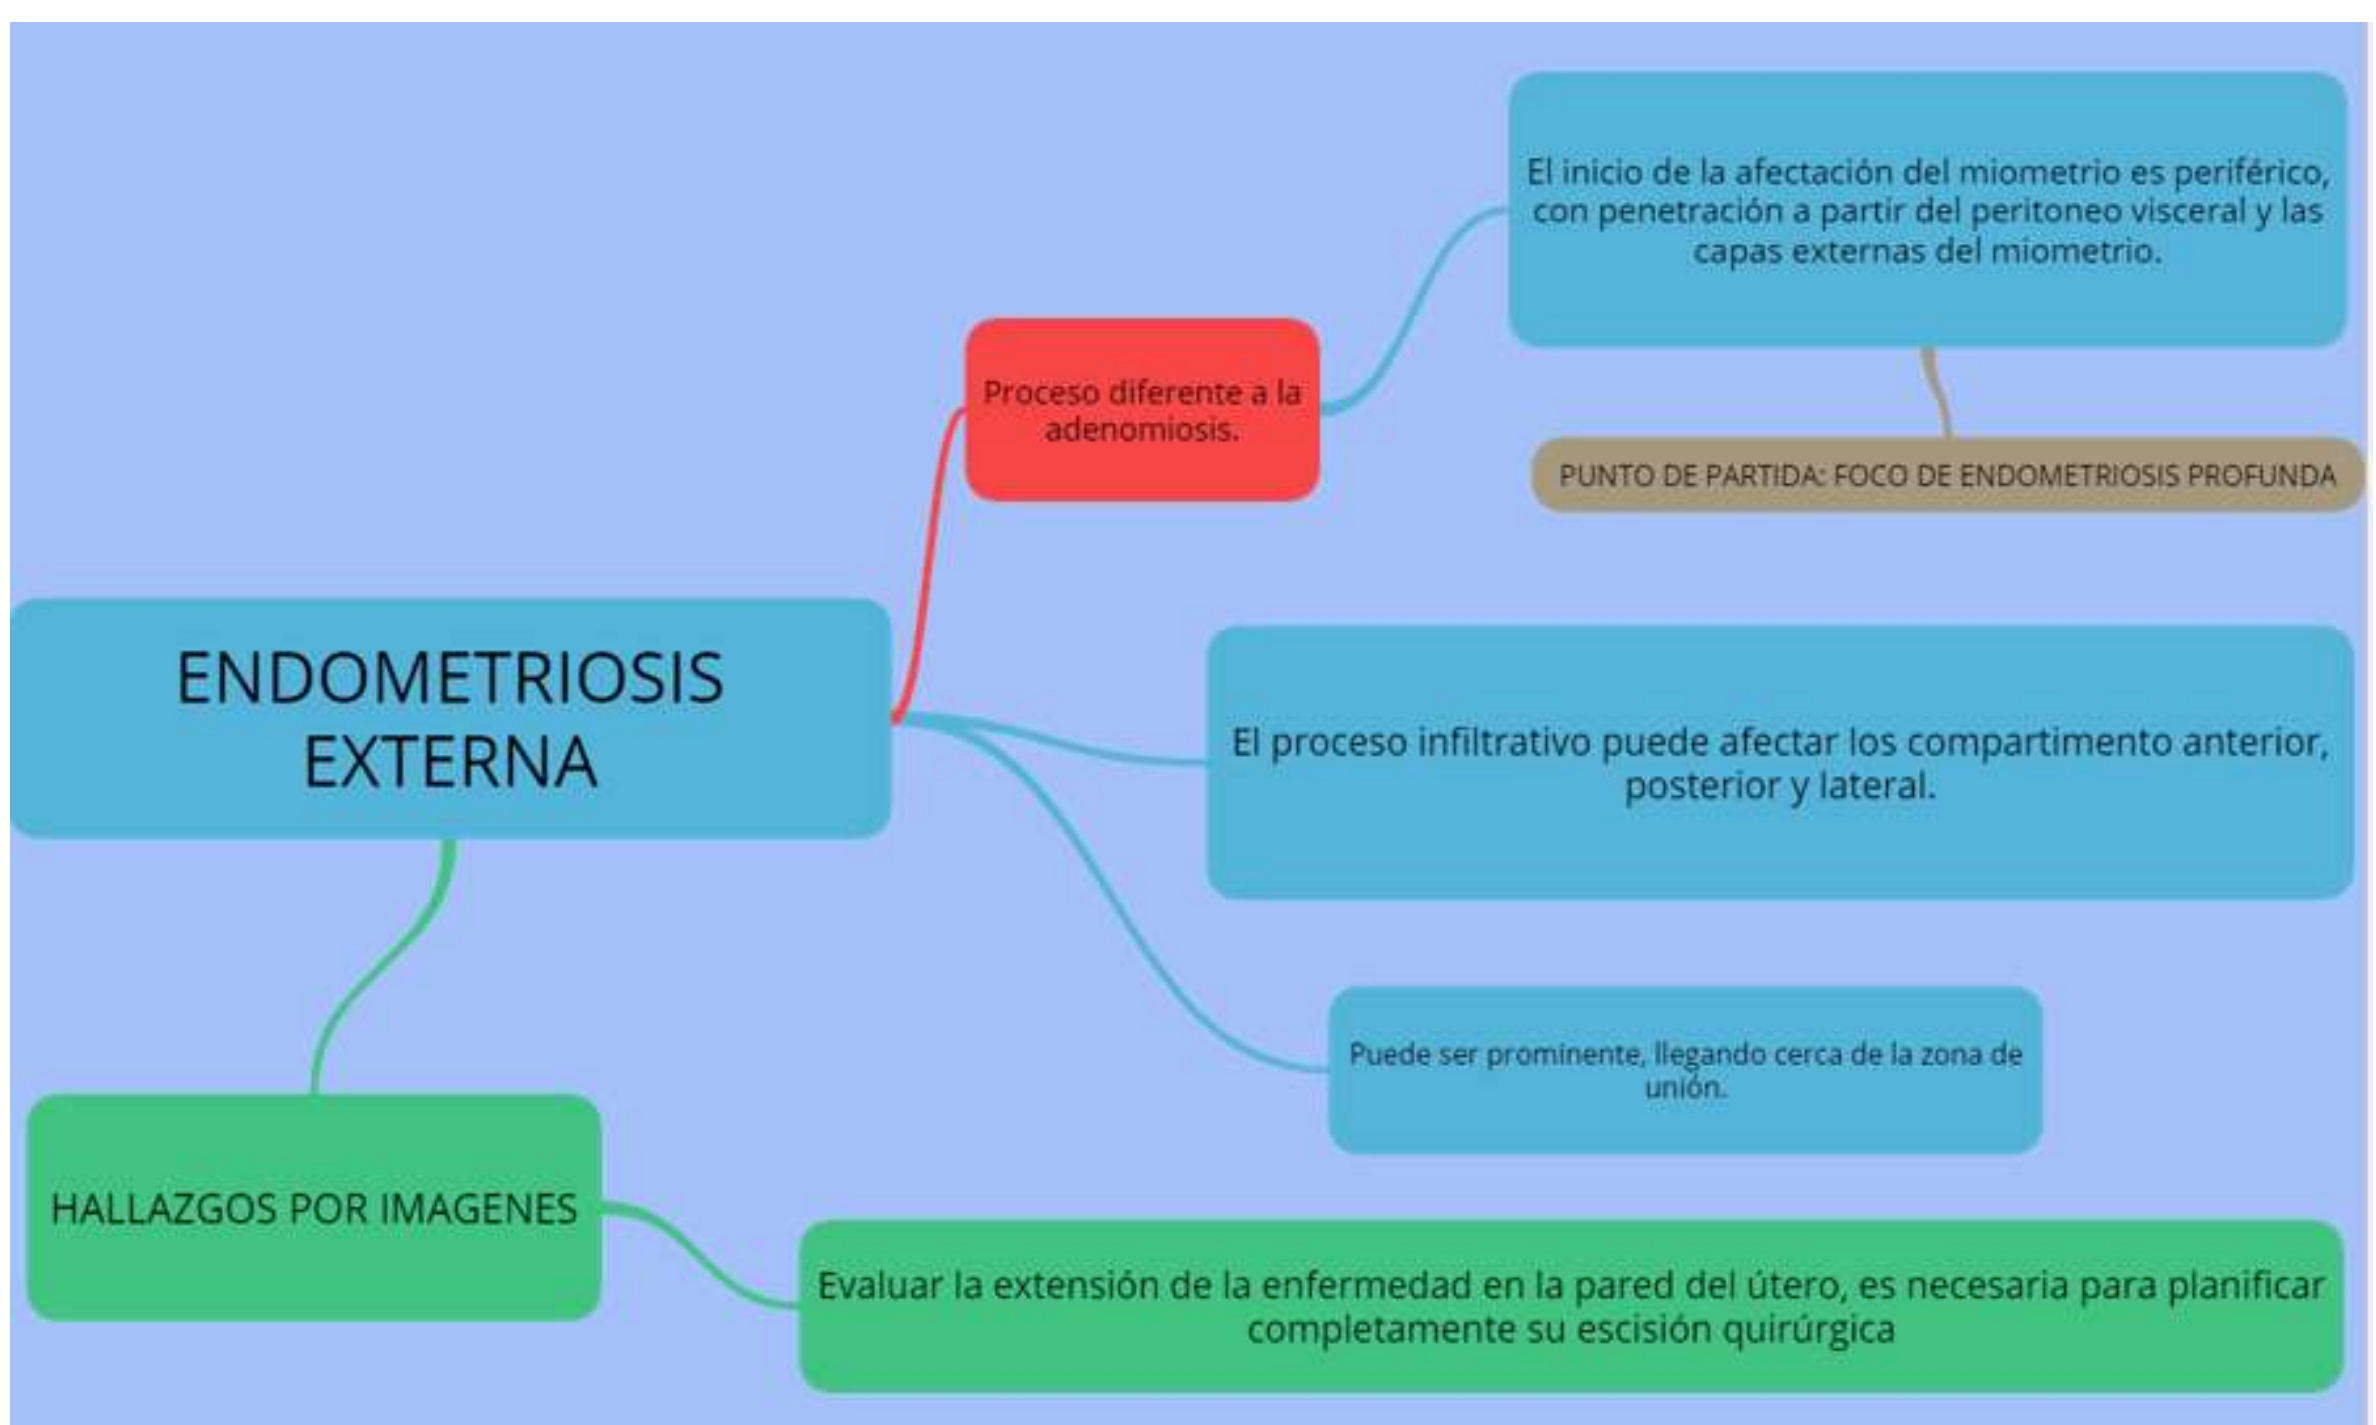 El inicio de la afectación del miometrio es periférico,
con penetración a partir del peritoneo visceral y las
capas externas del miometrio.
Proceso diferente a la
adenomiosis.
PUNTO DE PARTIDA: FOCO DE ENDOMETRIOSIS PROFUNDA
ENDOMETRIOSIS
EXTERNA
El proceso infiltrativo puede afectar los compartimento anterior,
posterior y lateral.
Puede ser prominente, llegando cerca de la zona de
unión.
HALLAZGOS POR IMAGENES
Evaluar la extensión de la enfermedad en la pared del útero, es necesaria para planificar
completamente su escisión quirúrgica